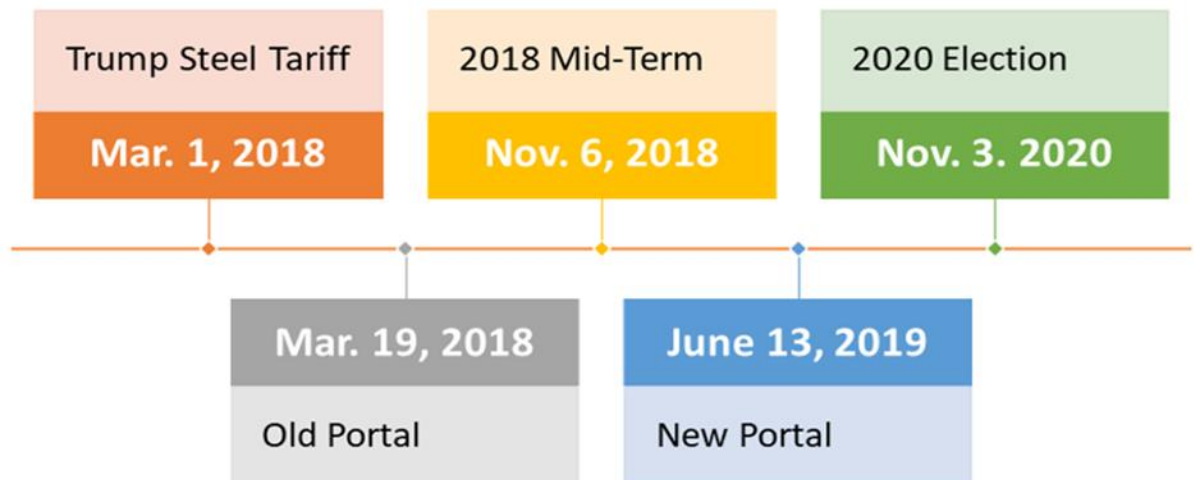 Trump Steel Tariff
Mar. 1, 2018
2018 Mid-Term
Nov. 6, 2018
2020 Election
Nov. 3. 2020
Mar. 19, 2018
Old Portal
June 13, 2019
New Portal